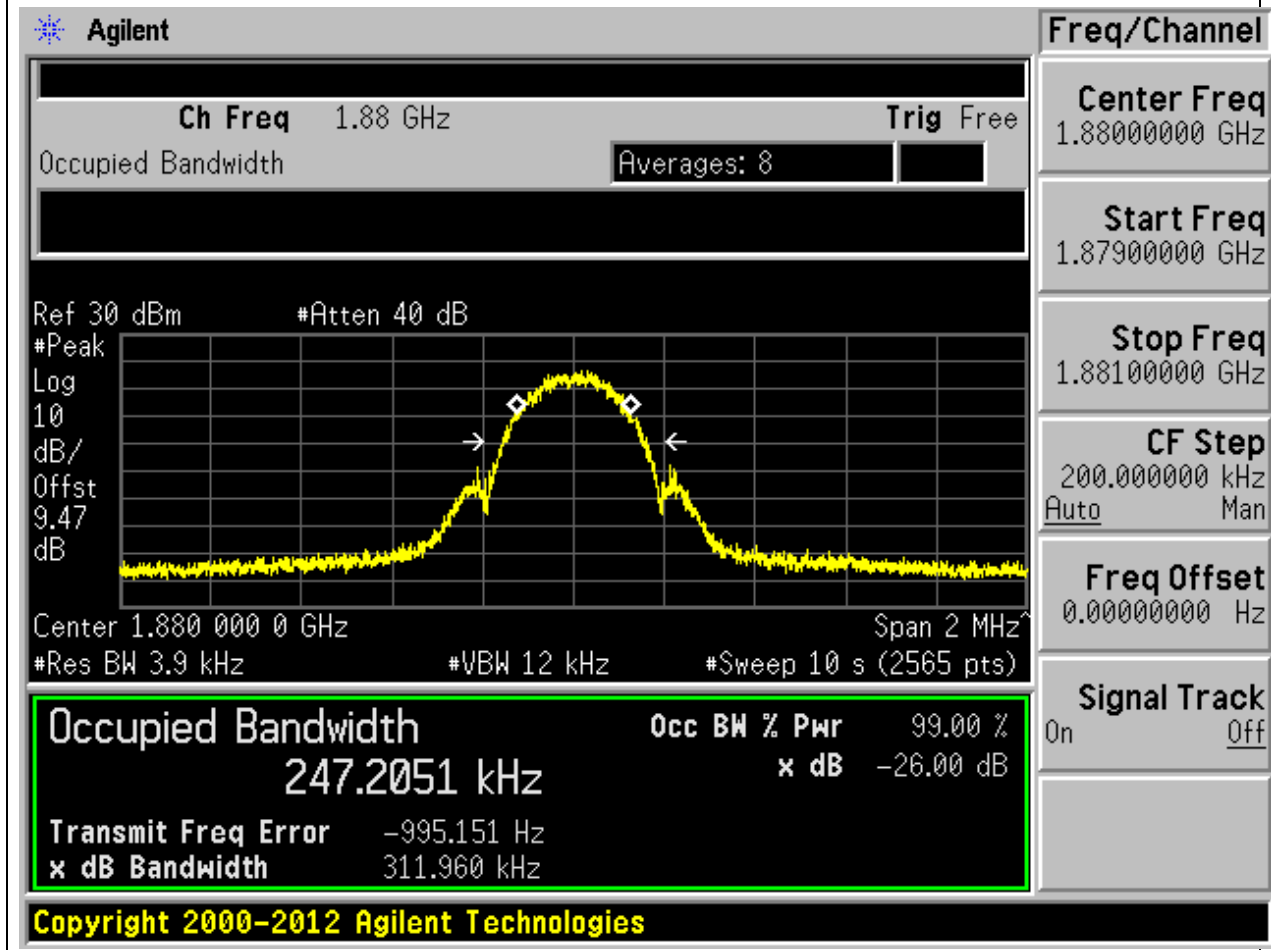 Agilent
Freq/Channel
Ch Freq 1.88 GHz Trig Free
Occupied Bandwidth Averages: 8
Ref 30 dBm #Atten 40 dB
#Peak
Log
10
dB/
Offst
9.47
dB
Center 1.880 000 0 GHz Span 2 MHz^
#Res BW 3.9 kHz #VBW 12 kHz #Sweep 10 s (2565 pts)
Occupied Bandwidth
247.2051 kHz
Occ BW % Pwr 99.00 %
x dB -26.00 dB
Transmit Freq Error -995.151 Hz
x dB Bandwidth 311.960 kHz
Center Freq
1.88000000 GHz
Start Freq
1.87900000 GHz
Stop Freq
1.88100000 GHz
CF Step
200.000000 kHz
Auto Man
Freq Offset
0.00000000 Hz
Signal Track
On Off
Copyright 2000-2012 Agilent Technologies